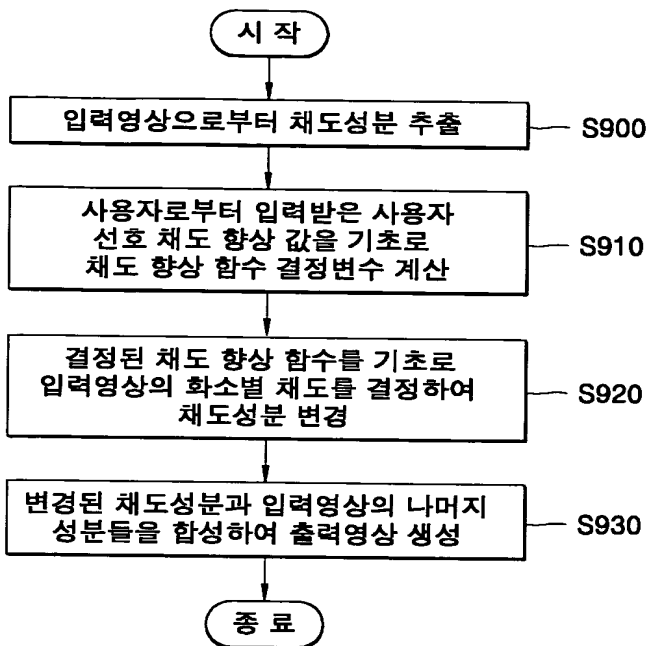 시 작
입력영상으로부터 채도성분 추출
S900
사용자로부터 입력받은 사용자
선호 채도 향상 값을 기초로
채도 향상 함수 결정변수 계산
S910
결정된 채도 향상 함수를 기초로
입력영상의 화소별 채도를 결정하여
채도성분 변경
S920
변경된 채도성분과 입력영상의 나머지
성분들을 합성하여 출력영상 생성
S930
종 료